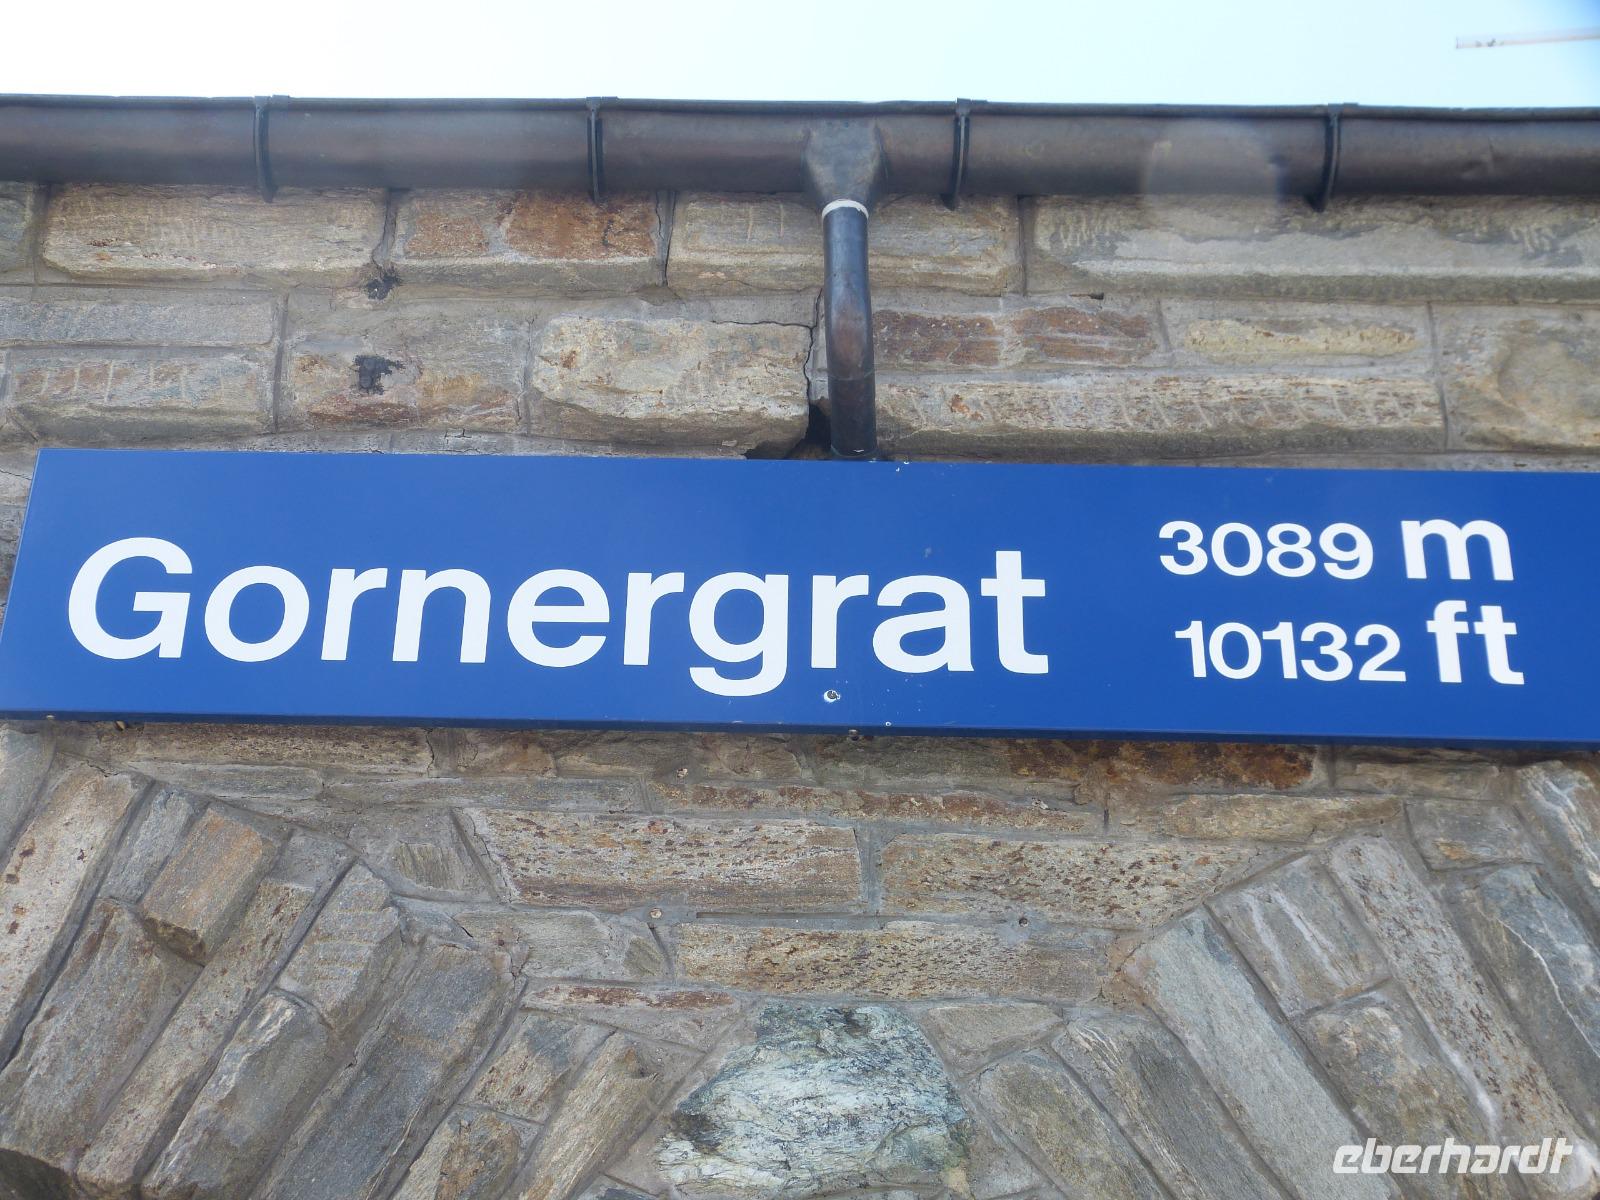 Gornergrat
3089 m
10132 ft
eberhardt